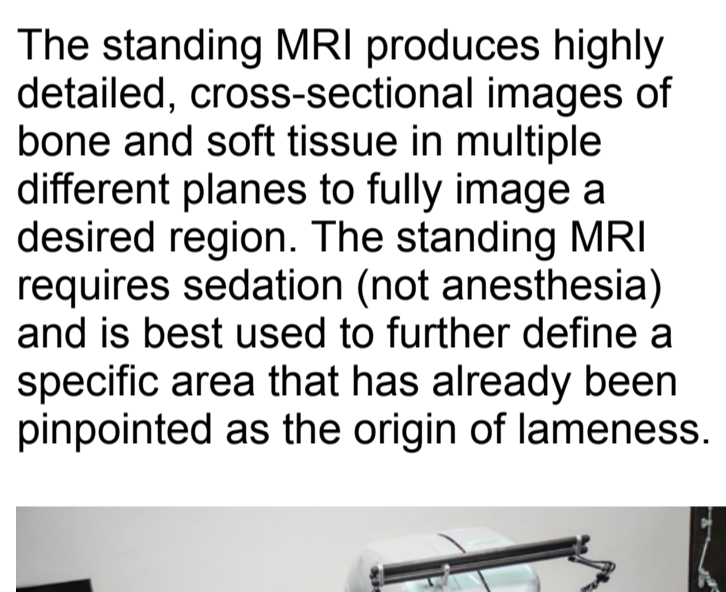 The standing MRI produces highly
detailed, cross-sectional images of
bone and soft tissue in multiple
different planes to fully image a
desired region. The standing MRI
requires sedation (not anesthesia)
and is best used to further define a
specific area that has already been
pinpointed as the origin of lameness.